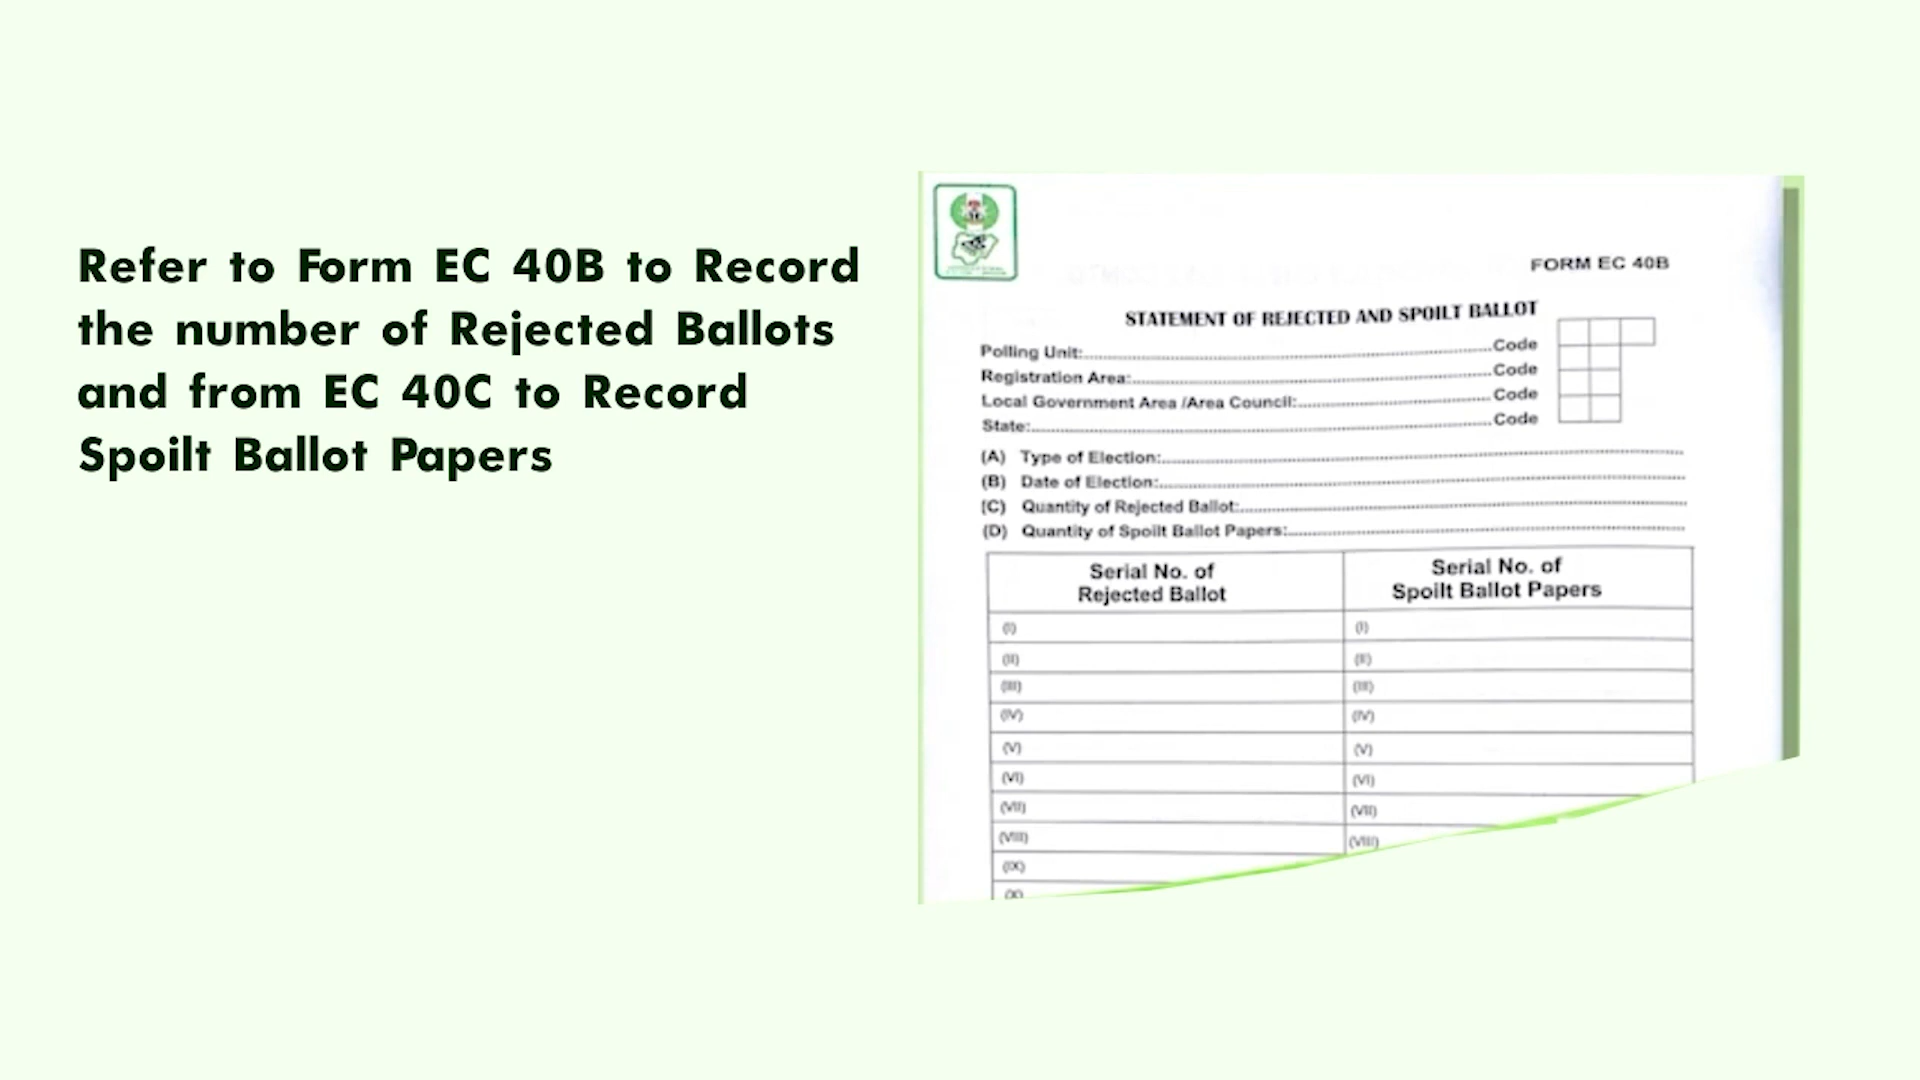 Refer to Form EC 40B to Record
the number of Rejected Ballots
and from EC 40C to Record
Spoilt Ballot Papers
FORM EC 40B
STATEMENT OF REJECTED AND SPOILT BALLOT
Polling Unit:..........Code
Registration Area:..........Code
Local Government Area /Area Council:..........Code
State:..........Code
(A) Type of Election:..........
(B) Date of Election:..........
(C) Quantity of Rejected Ballot:..........
(D) Quantity of Spoilt Ballot Papers:..........
Serial No. of Rejected Ballot
Serial No. of Spoilt Ballot Papers
(I) (I)
(II) (II)
(III) (III)
(IV) (IV)
(V) (V)
(VI) (VI)
(VII) (VII)
(VIII) (VIII)
(IX)
(X)